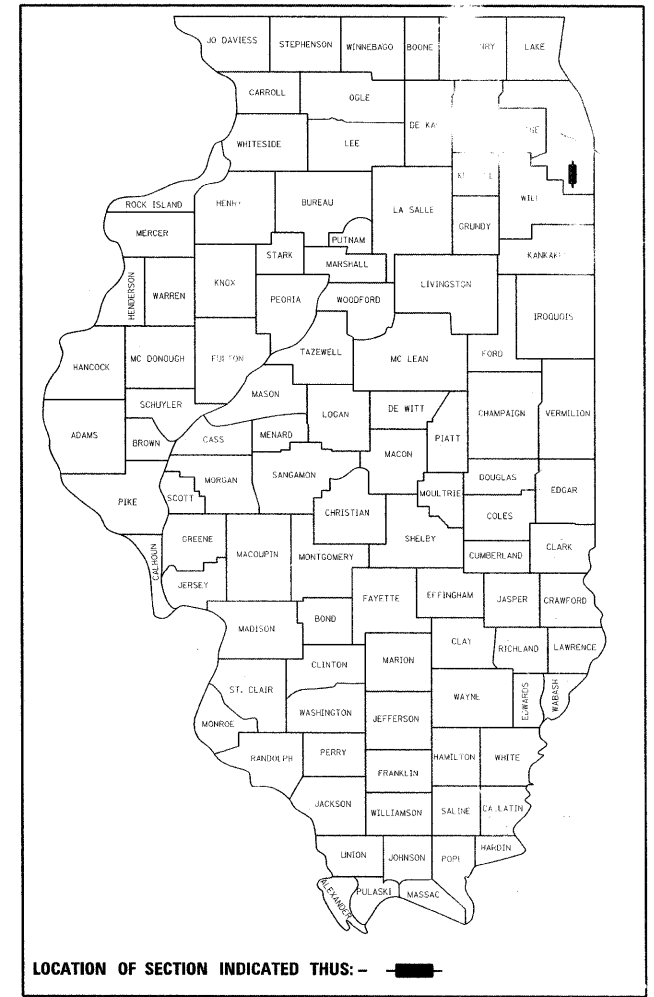 JO DAVIESS
STEPHENSON
WINNEBAGO
BOONE
LAKE
CARROLL
OGLE
WHITESIDE
LEE
ROCK ISLAND
HENRY
BUREAU
LA SALLE
WILL
GRUNDY
MERCER
PUTNAM
STARK
MARSHALL
KANKAKE
HENDERSON
WARREN
KNOX
PEORIA
WOODFORD
LIVINGSTON
IROQUOIS
HANCOCK
MC DONOUGH
FULTON
TAZEWELL
MC LEAN
FORD
SCHUYLER
MASON
LOGAN
DE WITT
CHAMPAIGN
VERMILION
ADAMS
BROWN
CASS
MENARD
MACON
PIATT
PIKE
SCOTT
MORGAN
SANGAMON
MOULTRIE
DOUGLAS
EDGAR
CHRISTIAN
COLES
CALHOUN
GREENE
MACOUPIN
MONTGOMERY
SHELBY
CUMBERLAND
CLARK
JERSEY
FAYETTE
EFFINGHAM
JASPER
CRAWFORD
MADISON
BOND
CLINTON
MARION
CLAY
RICHLAND
LAWRENCE
ST. CLAIR
WASHINGTON
WAYNE
EDWARDS
WABASH
MONROE
JEFFERSON
RANDOLPH
PERRY
FRANKLIN
HAMILTON
WHITE
JACKSON
WILLIAMSON
SALINE
GALLATIN
UNION
JOHNSON
POPE
HARDIN
ALEXANDER
PULASKI
MASSAC
LOCATION OF SECTION INDICATED THUS: -